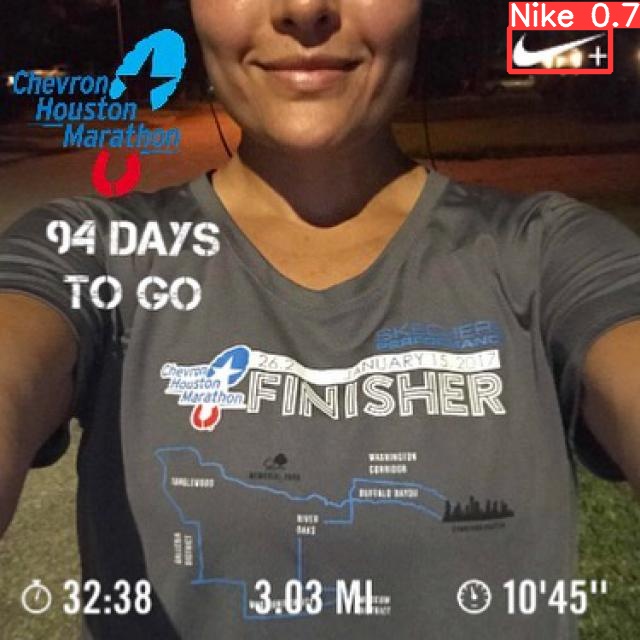 Nike 0.7
+
Chevron
Houston
Marathon
94 DAYS
TO GO
SKECHERS
PERFORMANCE
26.2 JANUARY 15, 2017
Chevron
Houston
Marathon
FINISHER
WASHINGTON
CORRIDOR
MEMORIAL PARK
TANGLEWOOD
BUFFALO BAYOU
RIVER
OAKS
GALLERIA
DISTRICT
32:38
3.03 MI
10'45"